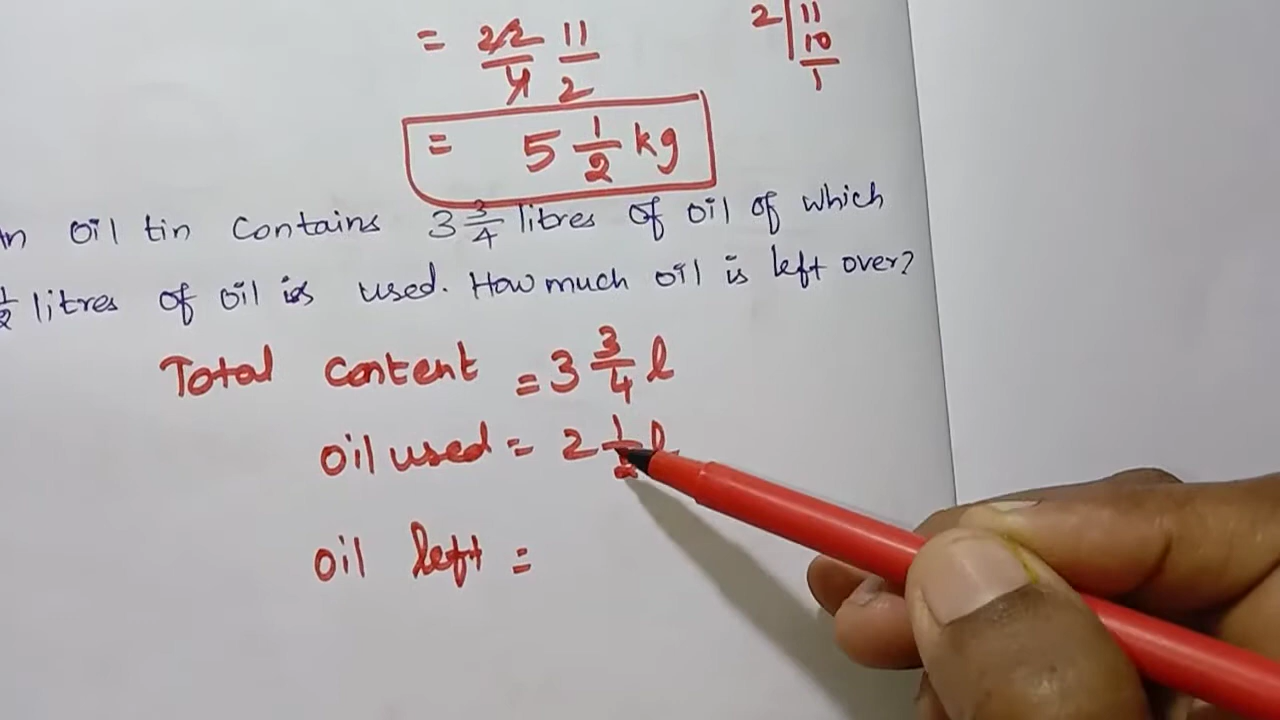 = 22/4 11/2
2 | 11
10
1
= 5 1/2 kg
oil tin contains 3 3/4 litres of oil of which
litres of oil is used. How much oil is left over?
Total content = 3 3/4 l
oil used = 2 1/2 l
oil left =